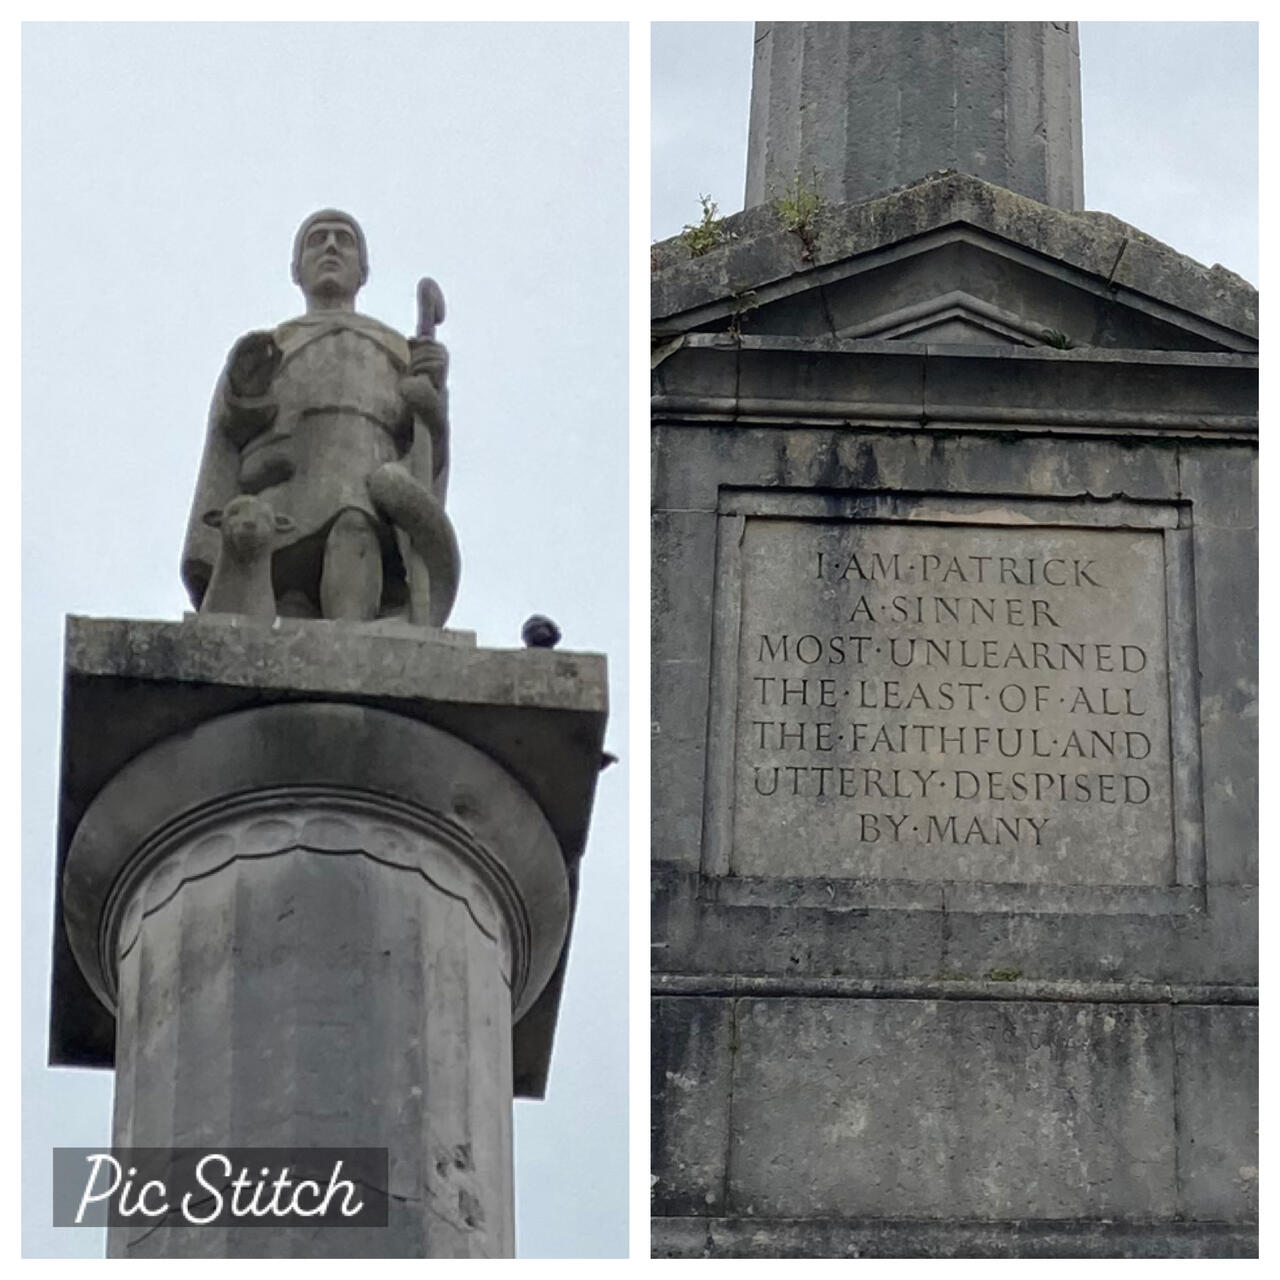 I·AM·PATRICK
A·SINNER
MOST·UNLEARNED
THE·LEAST·OF·ALL
THE·FAITHFUL·AND
UTTERLY·DESPISED
BY·MANY
Pic Stitch